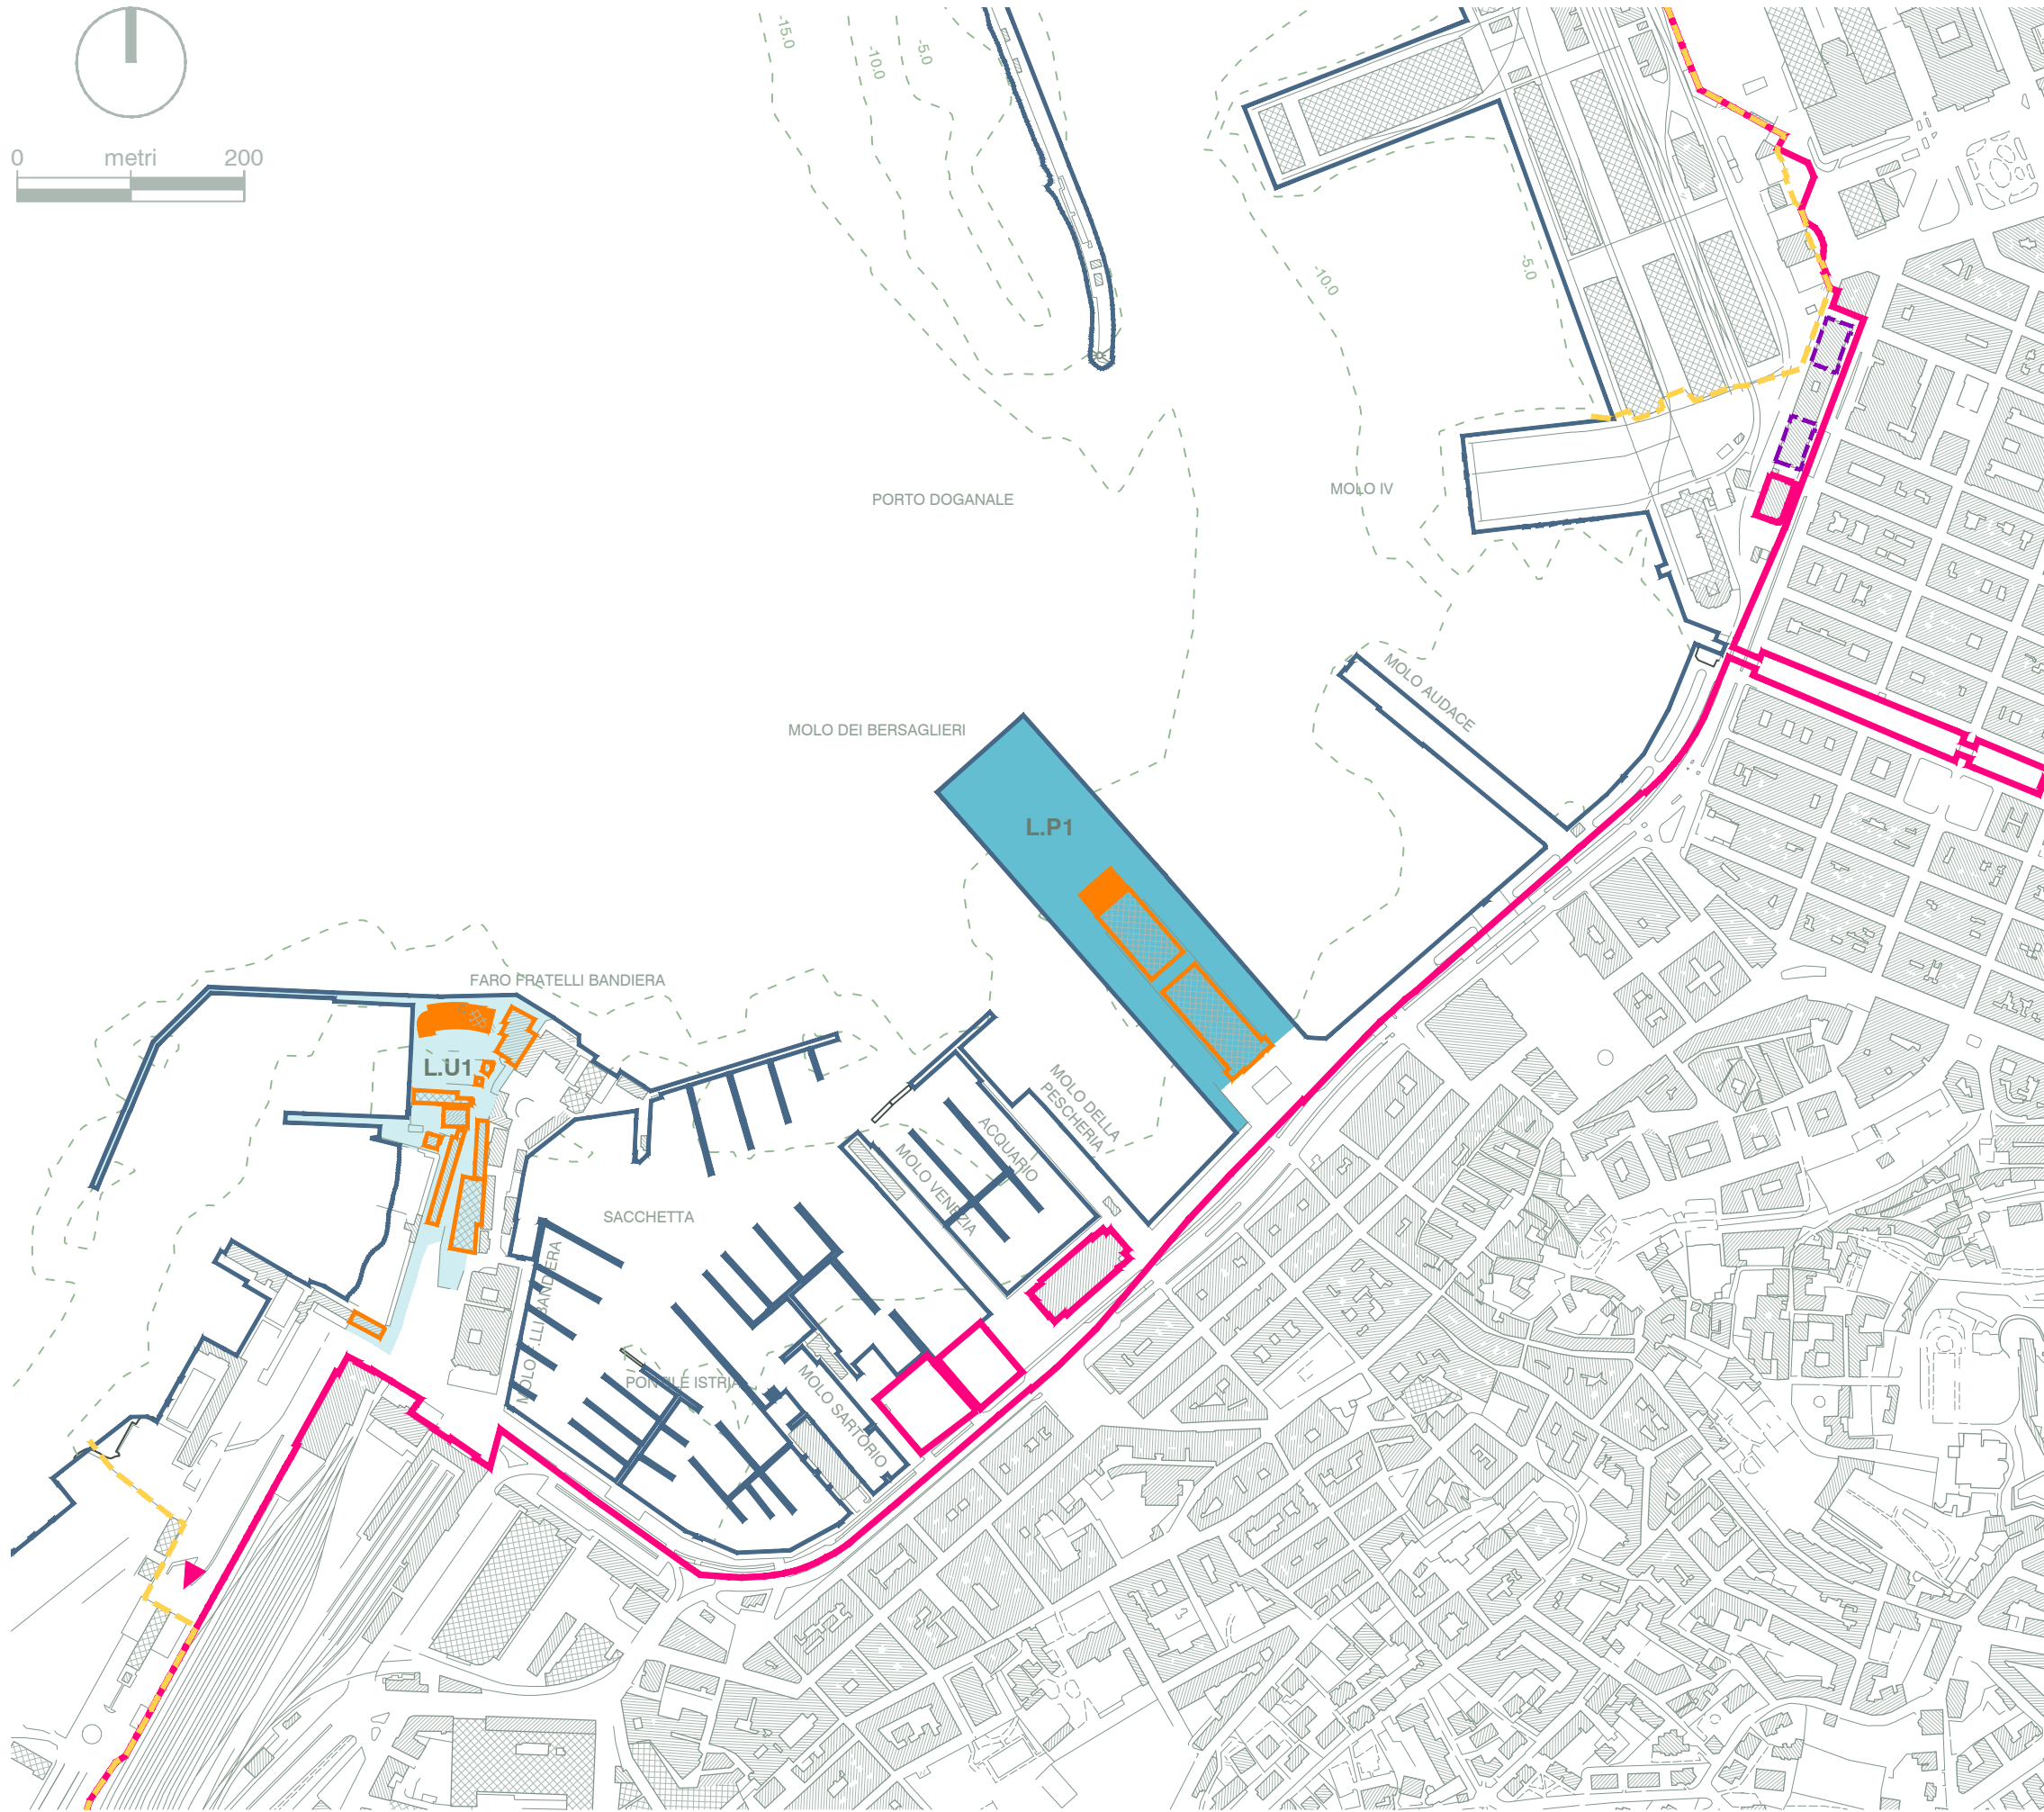 -15.0
-10.0
-5.0
0 metri 200
-10.0
-5.0
MOLO IV
PORTO DOGANALE
MOLO AUDACE
MOLO DEI BERSAGLIERI
L.P1
FARO FRATELLI BANDIERA
L.U1
MOLO DELLA
PESCHERIA
ACQUARIO
MOLO VENEZIA
SACCHETTA
MOLO F.LLI BANDIERA
PONTILE ISTRIA
MOLO SARTORIO